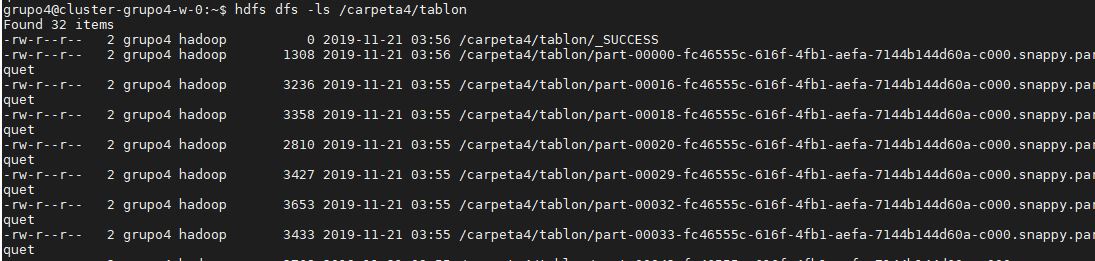 grupo4@cluster-grupo4-w-0:~$ hdfs dfs -ls /carpeta4/tablon
Found 32 items
-rw-r--r--   2 grupo4 hadoop          0 2019-11-21 03:56 /carpeta4/tablon/_SUCCESS
-rw-r--r--   2 grupo4 hadoop       1308 2019-11-21 03:56 /carpeta4/tablon/part-00000-fc46555c-616f-4fb1-aefa-7144b144d60a-c000.snappy.par
quet
-rw-r--r--   2 grupo4 hadoop       3236 2019-11-21 03:55 /carpeta4/tablon/part-00016-fc46555c-616f-4fb1-aefa-7144b144d60a-c000.snappy.par
quet
-rw-r--r--   2 grupo4 hadoop       3358 2019-11-21 03:55 /carpeta4/tablon/part-00018-fc46555c-616f-4fb1-aefa-7144b144d60a-c000.snappy.par
quet
-rw-r--r--   2 grupo4 hadoop       2810 2019-11-21 03:55 /carpeta4/tablon/part-00020-fc46555c-616f-4fb1-aefa-7144b144d60a-c000.snappy.par
quet
-rw-r--r--   2 grupo4 hadoop       3427 2019-11-21 03:55 /carpeta4/tablon/part-00029-fc46555c-616f-4fb1-aefa-7144b144d60a-c000.snappy.par
quet
-rw-r--r--   2 grupo4 hadoop       3653 2019-11-21 03:55 /carpeta4/tablon/part-00032-fc46555c-616f-4fb1-aefa-7144b144d60a-c000.snappy.par
quet
-rw-r--r--   2 grupo4 hadoop       3433 2019-11-21 03:55 /carpeta4/tablon/part-00033-fc46555c-616f-4fb1-aefa-7144b144d60a-c000.snappy.par
quet